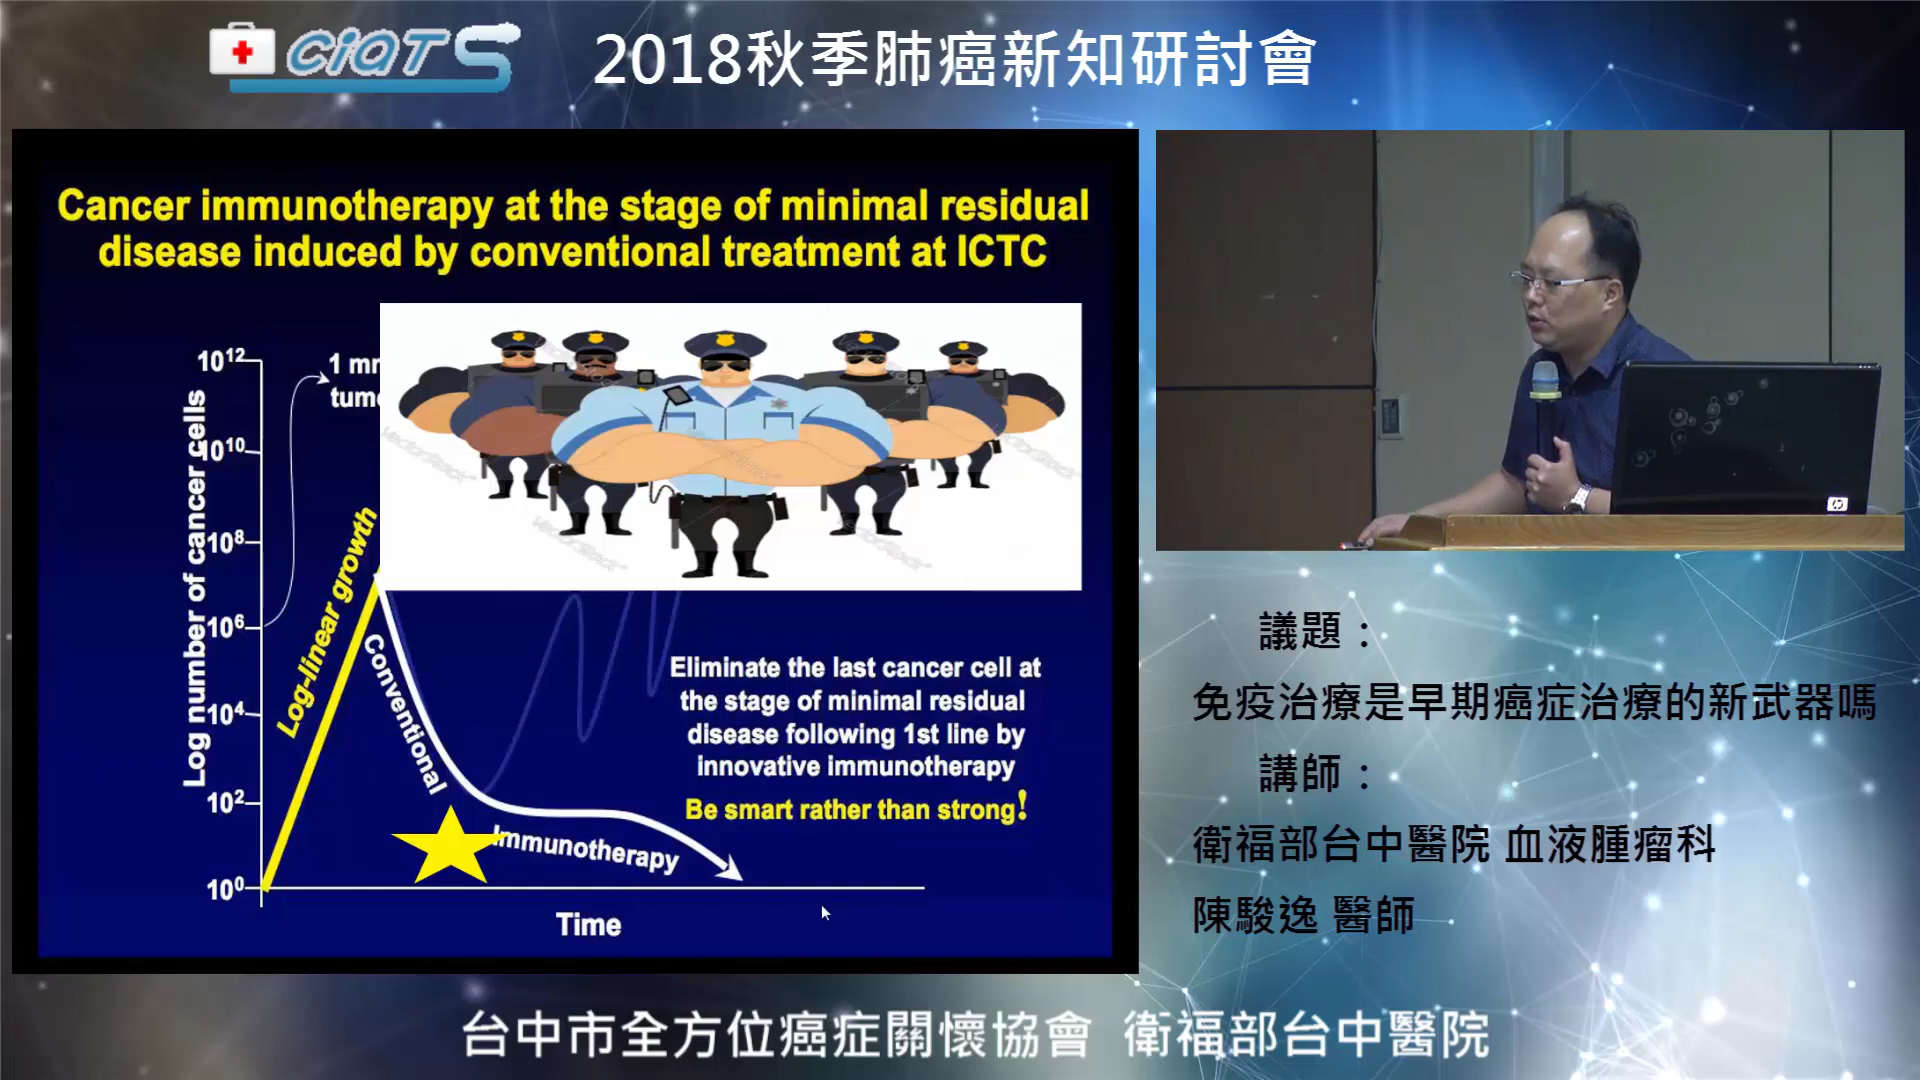 CiQTS
2018秋季肺癌新知研討會
Cancer immunotherapy at the stage of minimal residual
disease induced by conventional treatment at ICTC
10¹²
1 mm
tum
10¹⁰
10⁸
10⁶
10⁴
10²
10⁰
Log number of cancer cells
Log-linear growth
Conventional
Immunotherapy
Time
Eliminate the last cancer cell at
the stage of minimal residual
disease following 1st line by
innovative immunotherapy
Be smart rather than strong!
VectorStock
hp
議題：
免疫治療是早期癌症治療的新武器嗎
講師：
衛福部台中醫院 血液腫瘤科
陳駿逸 醫師
台中市全方位癌症關懷協會 衛福部台中醫院